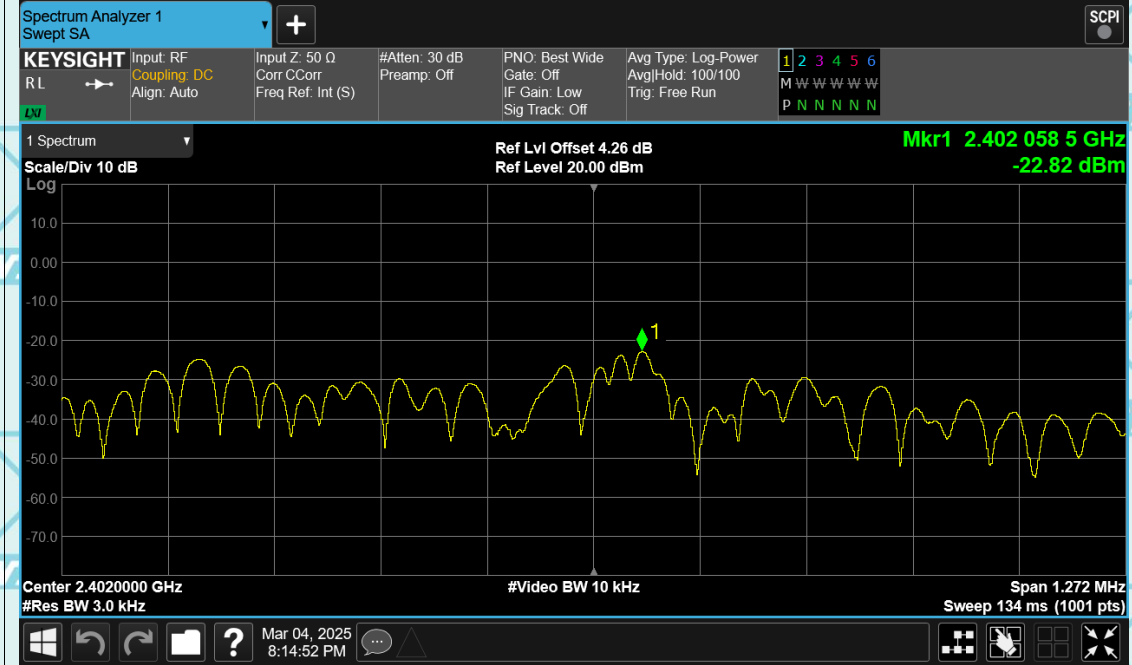 Spectrum Analyzer 1
Swept SA
+
SCPI
KEYSIGHT
R L
LXI
Input: RF
Coupling: DC
Align: Auto
Input Z: 50 Ω
Corr CCorr
Freq Ref: Int (S)
#Atten: 30 dB
Preamp: Off
PNO: Best Wide
Gate: Off
IF Gain: Low
Sig Track: Off
Avg Type: Log-Power
Avg|Hold: 100/100
Trig: Free Run
1 2 3 4 5 6
M W W W W W
P N N N N N
1 Spectrum
Scale/Div 10 dB
Ref Lvl Offset 4.26 dB
Ref Level 20.00 dBm
Mkr1 2.402 058 5 GHz
-22.82 dBm
Log
10.0
0.00
-10.0
-20.0
-30.0
-40.0
-50.0
-60.0
-70.0
1
Center 2.4020000 GHz
#Res BW 3.0 kHz
#Video BW 10 kHz
Span 1.272 MHz
Sweep 134 ms (1001 pts)
?
Mar 04, 2025
8:14:52 PM